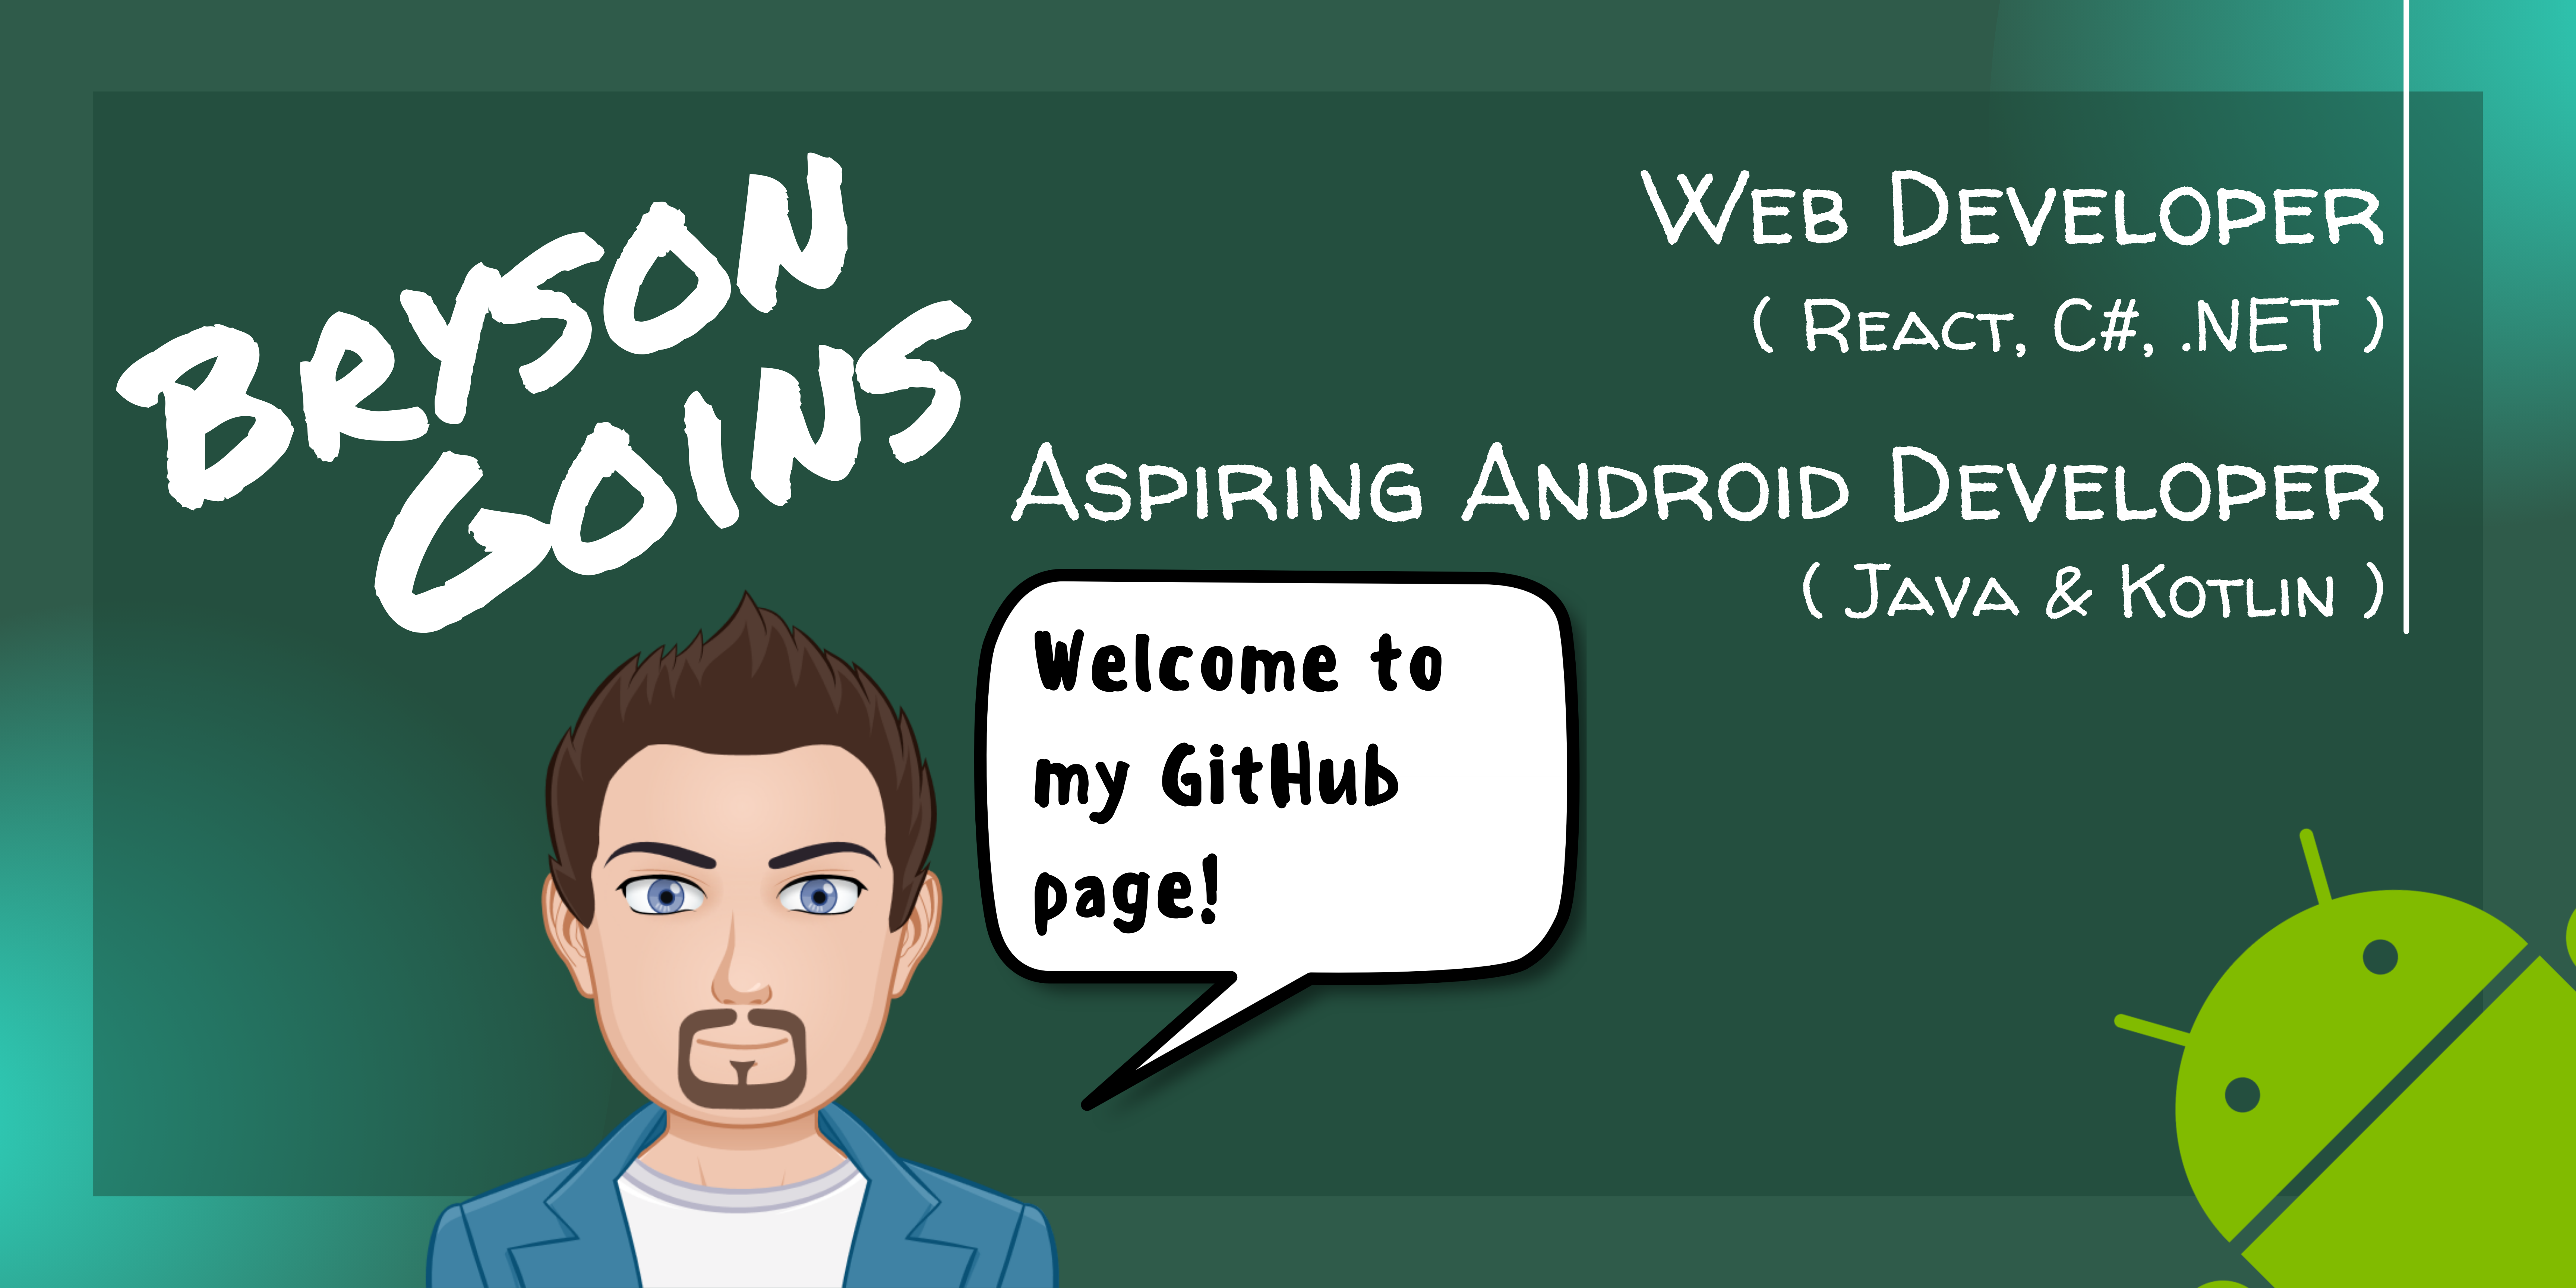 Bryson
Goins
Web Developer
( React, C#, .NET )
Aspiring Android Developer
( Java & Kotlin )
Welcome to
my GitHub
page!